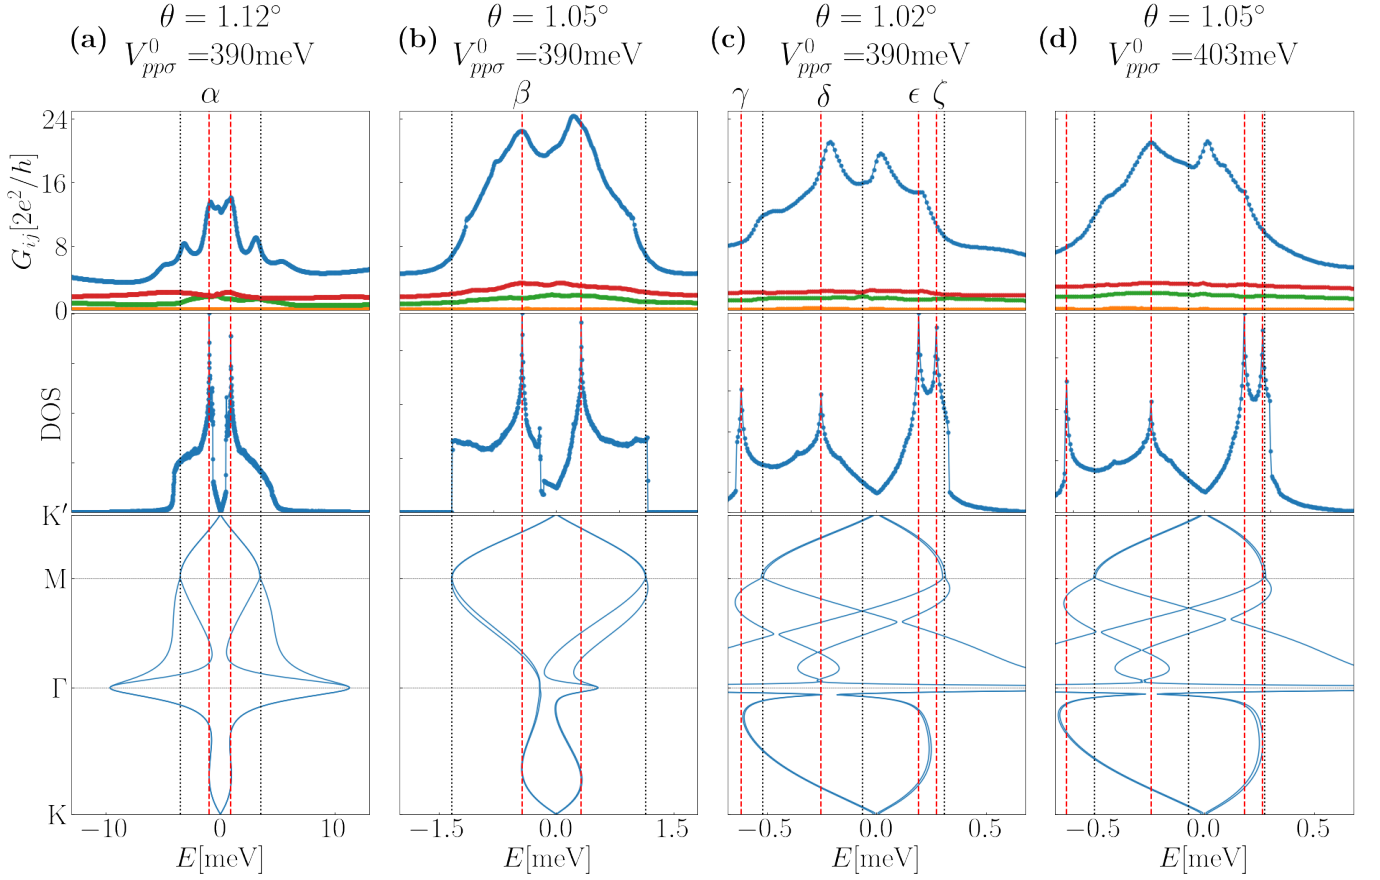 (a) θ = 1.12° (b) θ = 1.05° (c) θ = 1.02° (d) θ = 1.05°
V⁰ppσ =390meV V⁰ppσ =390meV V⁰ppσ =390meV V⁰ppσ =403meV
α β γ δ ϵ ζ
24
16
8
0
Gij[2e²/h]
DOS
K′
M
Γ
K
−10 0 10 −1.5 0.0 1.5 −0.5 0.0 0.5 −0.5 0.0 0.5
E[meV] E[meV] E[meV] E[meV]